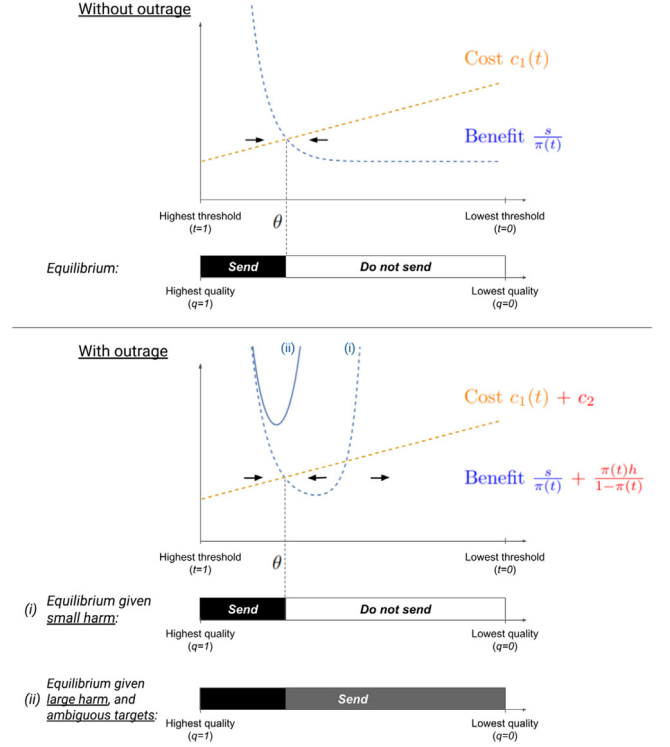 Without outrage
Cost c₁(t)
Benefit s/π(t)
Highest threshold
(t=1)
θ
Lowest threshold
(t=0)
Equilibrium:
Send
Do not send
Highest quality
(q=1)
Lowest quality
(q=0)
With outrage
(ii)
(i)
Cost c₁(t) + c₂
Benefit s/π(t) + π(t)h/1−π(t)
Highest threshold
(t=1)
θ
Lowest threshold
(t=0)
(i)
Equilibrium given
small harm:
Send
Do not send
Highest quality
(q=1)
Lowest quality
(q=0)
(ii)
Equilibrium given
large harm, and
ambiguous targets:
Send
Highest quality
(q=1)
Lowest quality
(q=0)